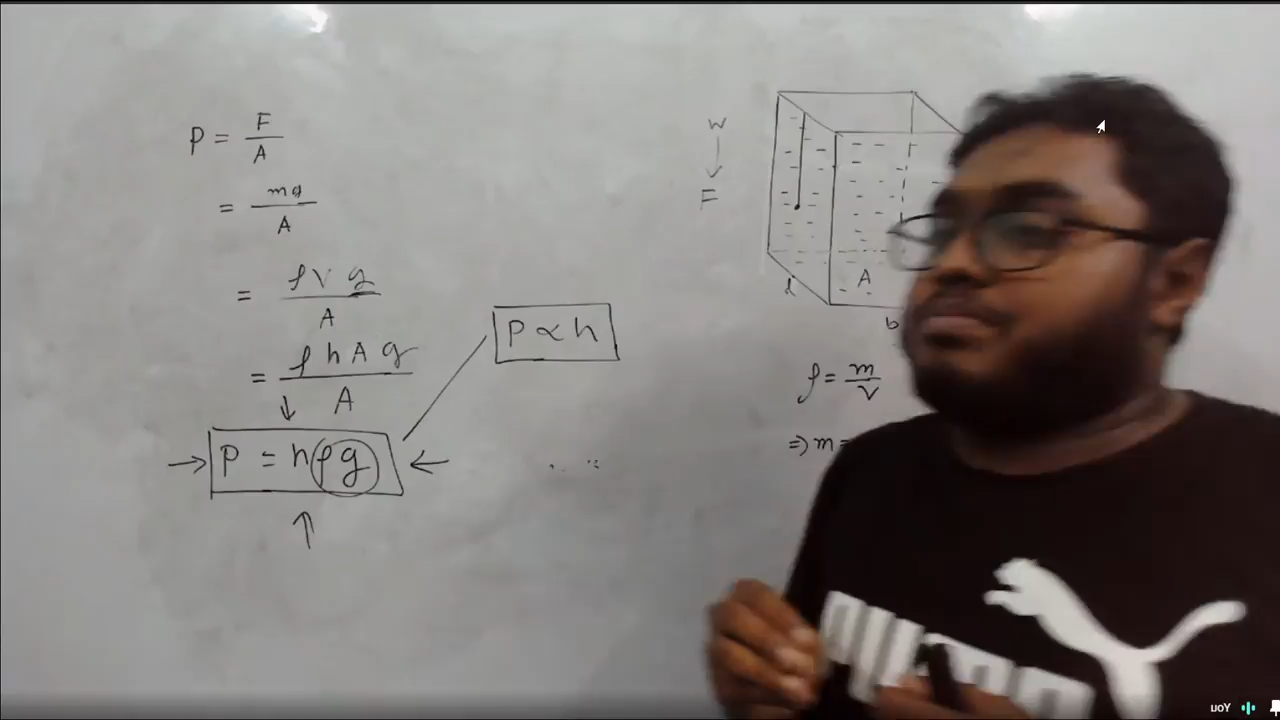 P = F/A
= mg/A
= ρVg/A
= ρhAg/A
P = hρg
P ∝ h
W
↓
F
A
d
b
ρ = m/V
⇒ m =
PUMA